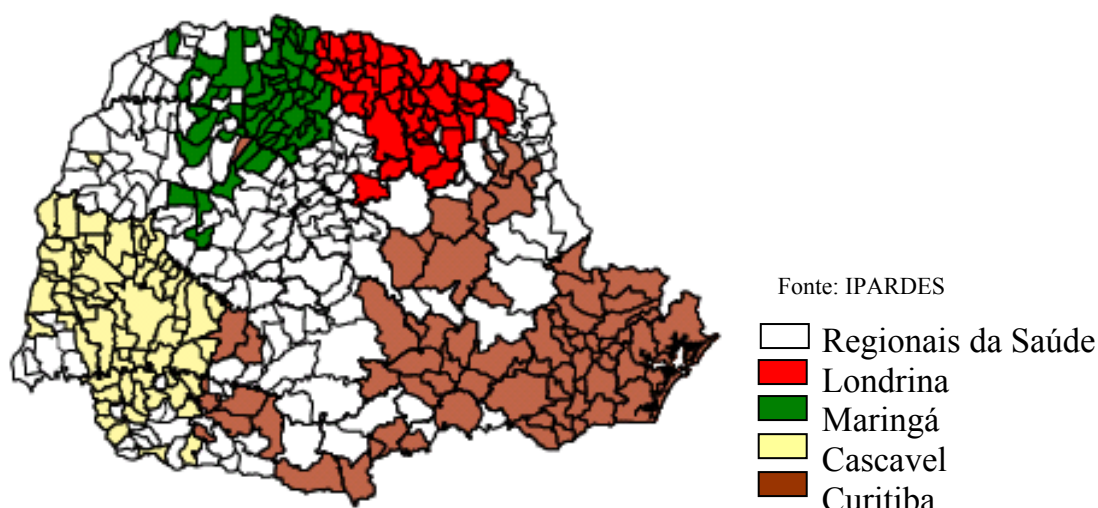 Fonte: IPARDES
Regionais da Saúde
Londrina
Maringá
Cascavel
Curitiba